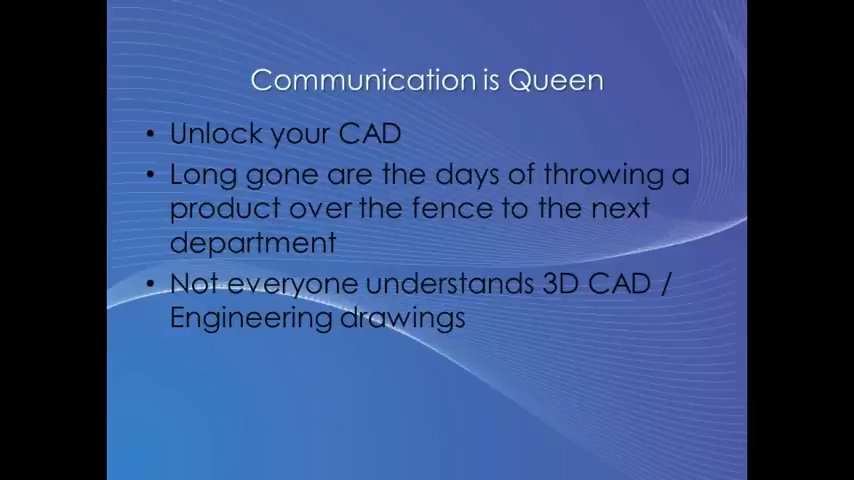 Communication is Queen
• Unlock your CAD
• Long gone are the days of throwing a
product over the fence to the next
department
• Not everyone understands 3D CAD /
Engineering drawings